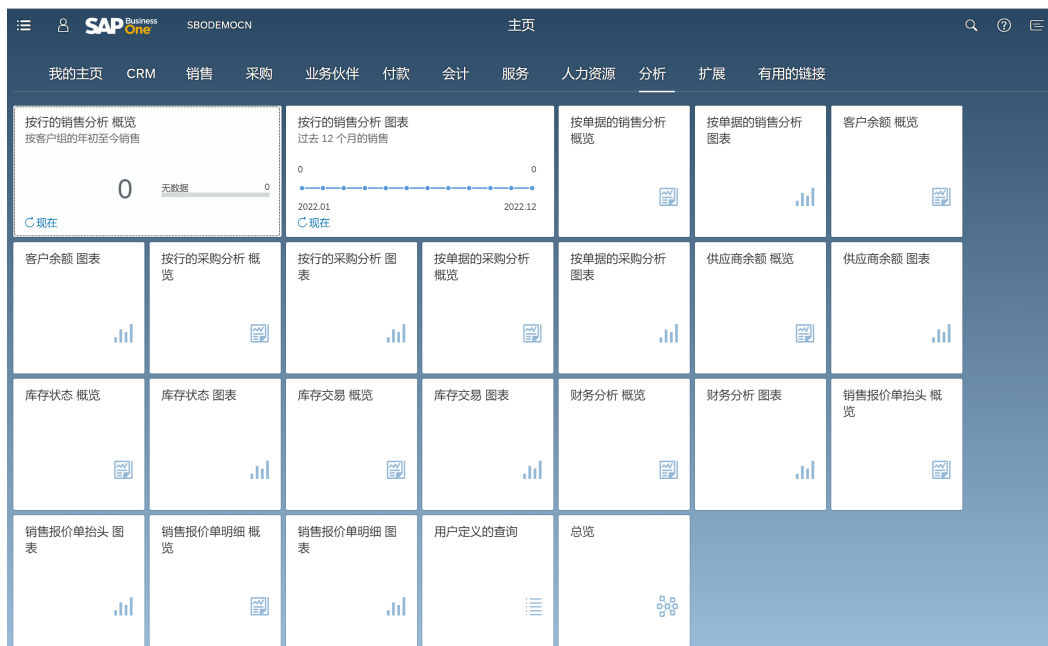 SAP Business One SBODEMOCN 主页
我的主页 CRM 销售 采购 业务伙伴 付款 会计 服务 人力资源 分析 扩展 有用的链接
按行的销售分析 概览
按客户组的年初至今销售
0 无数据 0
现在
按行的销售分析 图表
过去 12 个月的销售
0 0
2022.01 2022.12
现在
按单据的销售分析
概览
按单据的销售分析
图表
客户余额 概览
客户余额 图表
按行的采购分析 概
览
按行的采购分析 图
表
按单据的采购分析
概览
按单据的采购分析
图表
供应商余额 概览
供应商余额 图表
库存状态 概览
库存状态 图表
库存交易 概览
库存交易 图表
财务分析 概览
财务分析 图表
销售报价单抬头 概
览
销售报价单抬头 图
表
销售报价单明细 概
览
销售报价单明细 图
表
用户定义的查询
总览